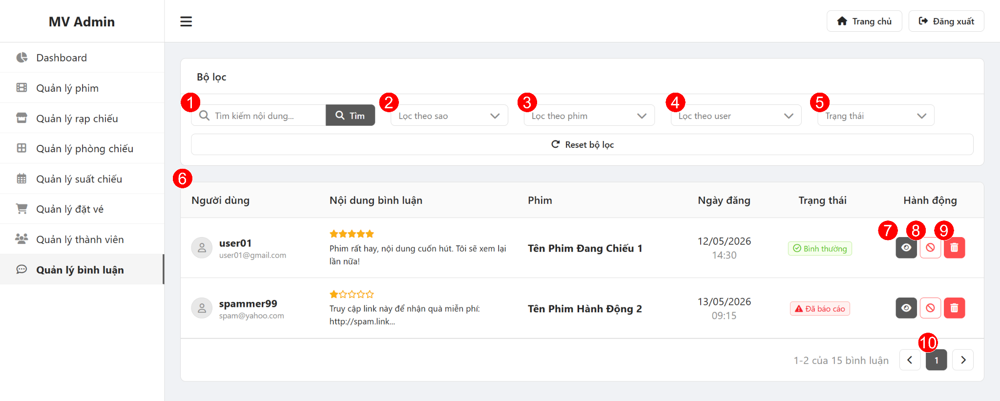 MV Admin
Trang chủ
Đăng xuất
Dashboard
Quản lý phim
Quản lý rạp chiếu
Quản lý phòng chiếu
Quản lý suất chiếu
Quản lý đặt vé
Quản lý thành viên
Quản lý bình luận
Bộ lọc
1 2 3 4 5
Tìm kiếm nội dung... Tìm Lọc theo sao Lọc theo phim Lọc theo user Trạng thái
Reset bộ lọc
6
Người dùng Nội dung bình luận Phim Ngày đăng Trạng thái Hành động
7 8 9
user01
user01@gmail.com
Phim rất hay, nội dung cuốn hút. Tôi sẽ xem lại
lần nữa!
Tên Phim Đang Chiếu 1
12/05/2026
14:30
Bình thường
spammer99
spam@yahoo.com
Truy cập link này để nhận quà miễn phí:
http://spam.link...
Tên Phim Hành Động 2
13/05/2026
09:15
Đã báo cáo
10
1-2 của 15 bình luận
1